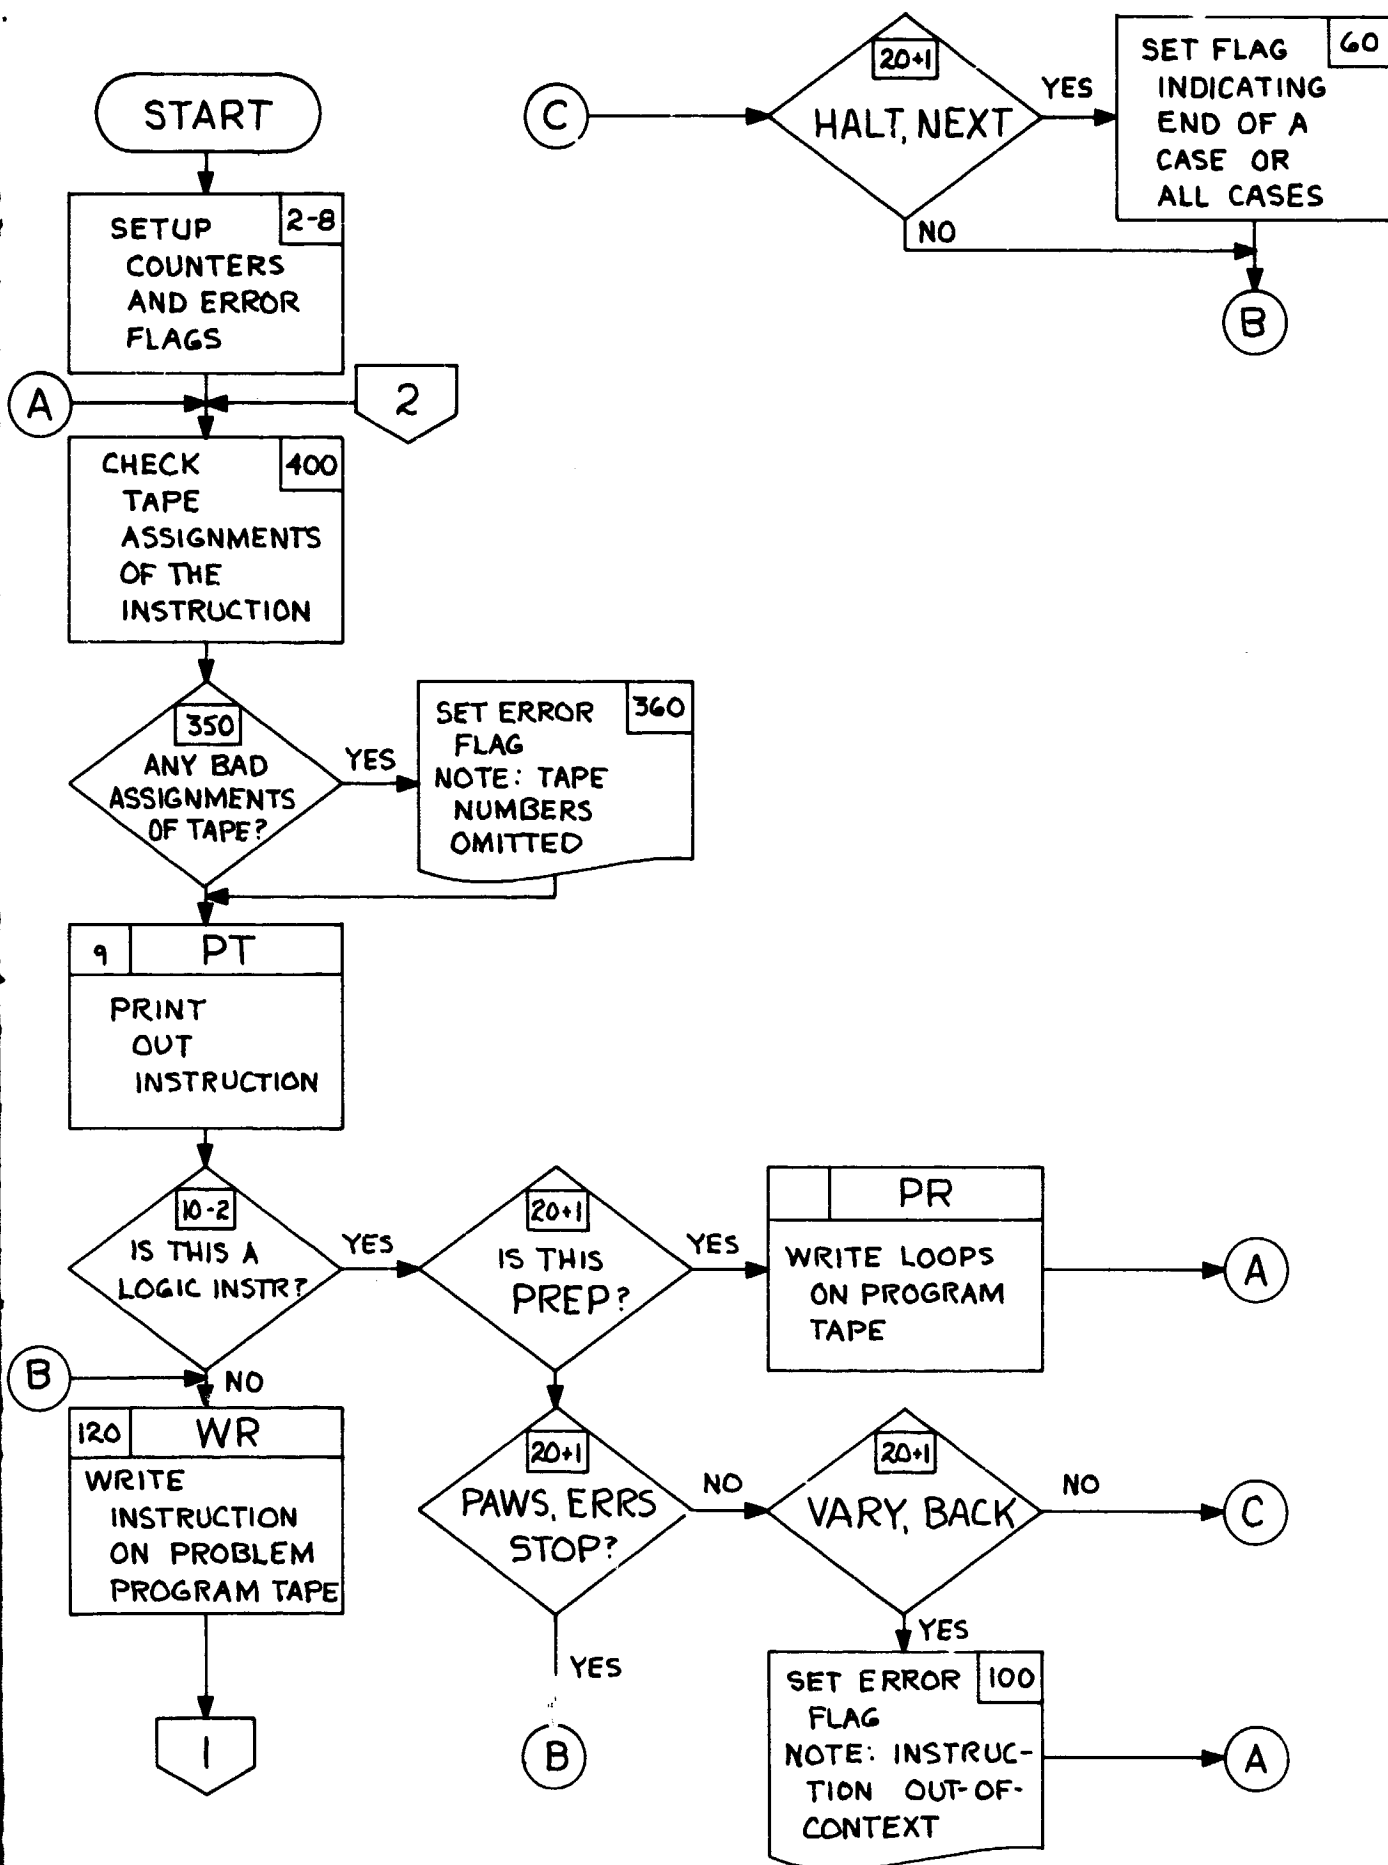 START
2-8
SETUP
COUNTERS
AND ERROR
FLAGS
A
2
400
CHECK
TAPE
ASSIGNMENTS
OF THE
INSTRUCTION
350
ANY BAD
ASSIGNMENTS
OF TAPE?
YES
360
SET ERROR
FLAG
NOTE: TAPE
NUMBERS
OMITTED
9 PT
PRINT
OUT
INSTRUCTION
10-2
IS THIS A
LOGIC INSTR?
YES
20+1
IS THIS
PREP?
YES
PR
WRITE LOOPS
ON PROGRAM
TAPE
A
B
NO
120 WR
WRITE
INSTRUCTION
ON PROBLEM
PROGRAM TAPE
1
20+1
PAWS, ERRS
STOP?
YES
B
NO
20+1
VARY, BACK
NO
C
YES
100
SET ERROR
FLAG
NOTE: INSTRUC-
TION OUT-OF-
CONTEXT
A
C
20+1
HALT, NEXT
YES
60
SET FLAG
INDICATING
END OF A
CASE OR
ALL CASES
NO
B